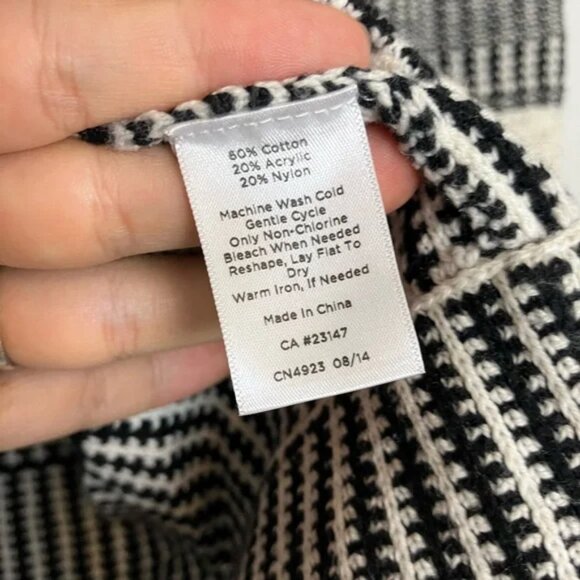 60% Cotton
20% Acrylic
20% Nylon
Machine Wash Cold
Gentle Cycle
Only Non-Chlorine
Bleach When Needed
Reshape, Lay Flat To
Dry
Warm Iron, If Needed
Made in China
CA #23147
CN4923 08/14